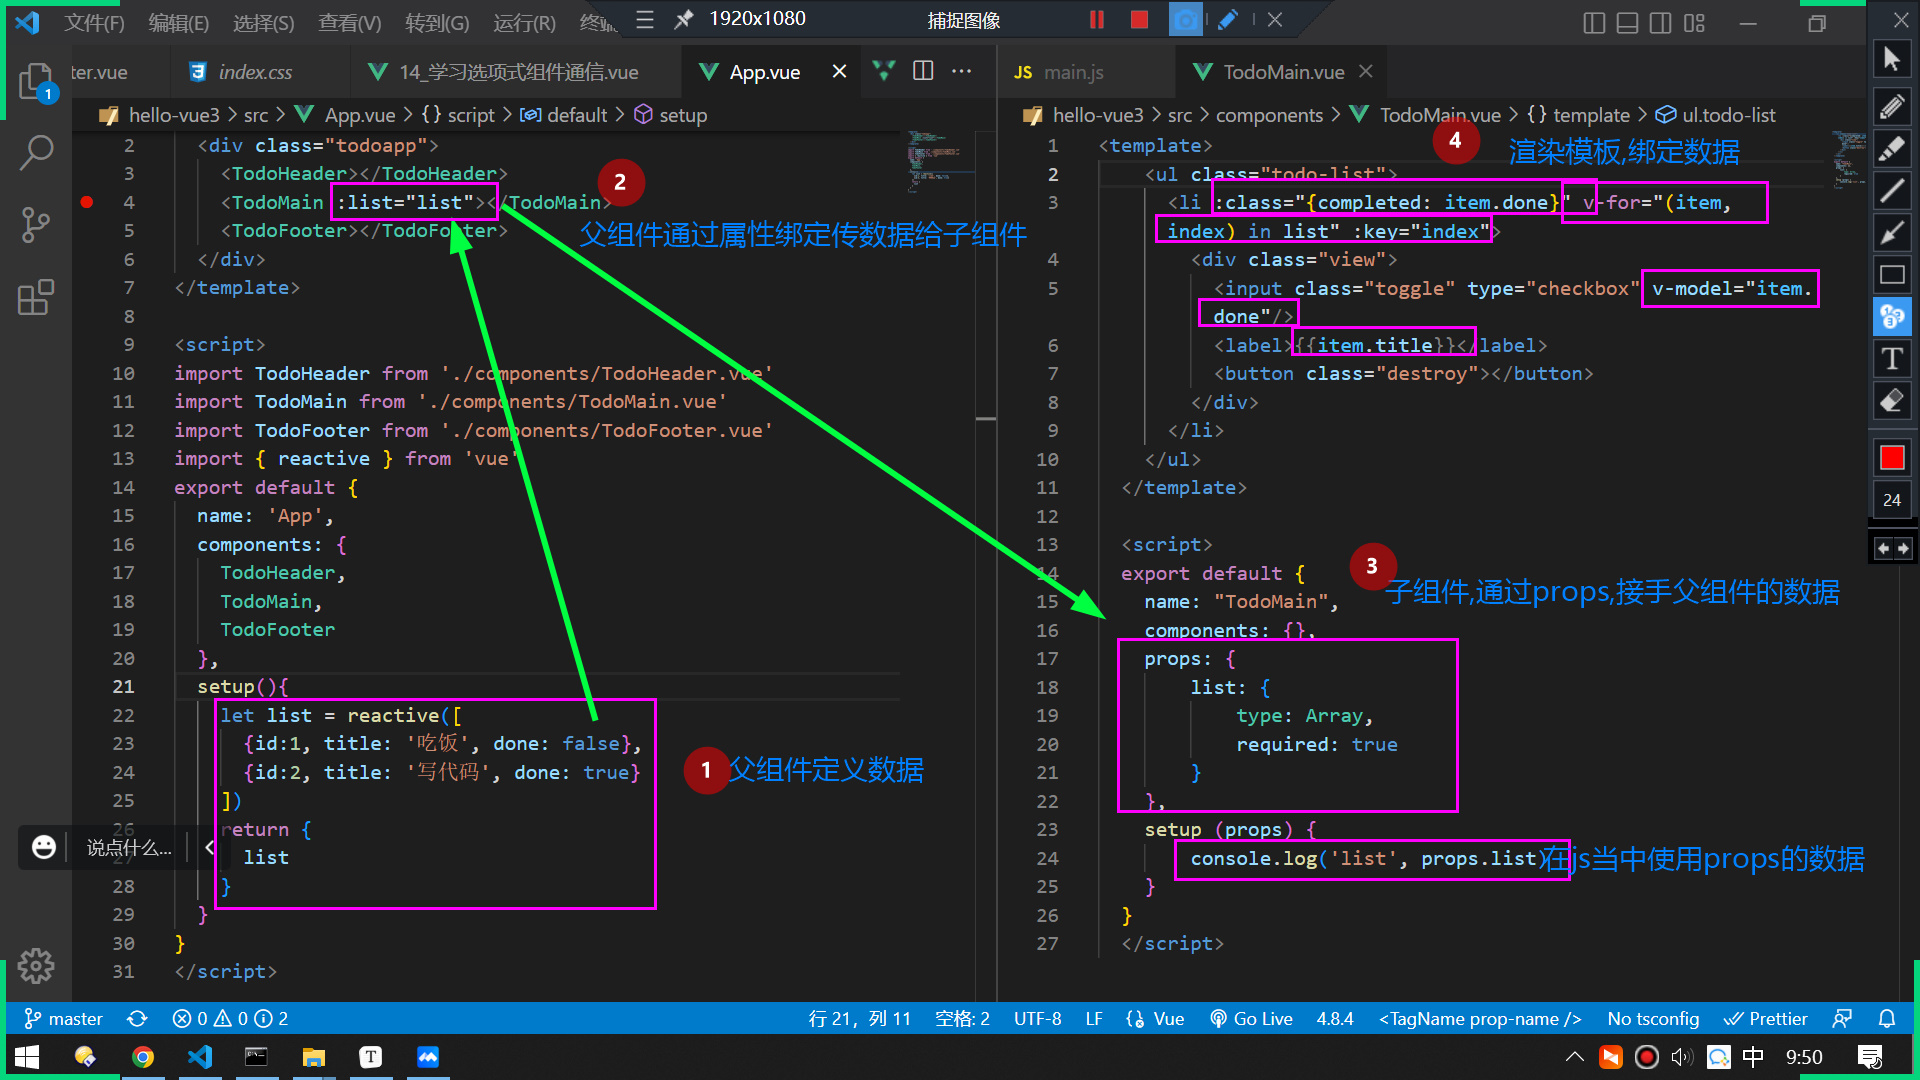 文件(F) 编辑(E) 选择(S) 查看(V) 转到(G) 运行(R) 终端
1920x1080
捕捉图像
ter.vue
index.css
14_学习选项式组件通信.vue
App.vue
JS main.js
TodoMain.vue
hello-vue3 > src > App.vue > {} script > default > setup
hello-vue3 > src > components > TodoMain.vue > {} template > ul.todo-list
2 <div class="todoapp">
3 <TodoHeader></TodoHeader>
4 <TodoMain :list="list"></TodoMain>
5 <TodoFooter></TodoFooter>
6 </div>
7 </template>
8
9 <script>
10 import TodoHeader from './components/TodoHeader.vue'
11 import TodoMain from './components/TodoMain.vue'
12 import TodoFooter from './components/TodoFooter.vue'
13 import { reactive } from 'vue'
14 export default {
15 name: 'App',
16 components: {
17 TodoHeader,
18 TodoMain,
19 TodoFooter
20 },
21 setup(){
22 let list = reactive([
23 {id:1, title: '吃饭', done: false},
24 {id:2, title: '写代码', done: true}
25 ])
26 return {
27 list
28 }
29 }
30 }
31 </script>
2
父组件通过属性绑定传数据给子组件
1 父组件定义数据
说点什么...
1 <template>
2 <ul class="todo-list">
3 <li :class="{completed: item.done}" v-for="(item,
index) in list" :key="index">
4 <div class="view">
5 <input class="toggle" type="checkbox" v-model="item.
done"/>
6 <label>{{item.title}}</label>
7 <button class="destroy"></button>
8 </div>
9 </li>
10 </ul>
11 </template>
12
13 <script>
14 export default {
15 name: "TodoMain",
16 components: {},
17 props: {
18 list: {
19 type: Array,
20 required: true
21 }
22 },
23 setup (props) {
24 console.log('list', props.list)
25 }
26 }
27 </script>
4
渲染模板,绑定数据
3
子组件,通过props,接手父组件的数据
在js当中使用props的数据
T
24
1
master 0 0 2
行 21，列 11 空格: 2 UTF-8 LF Vue Go Live 4.8.4 <TagName prop-name /> No tsconfig Prettier
T
中 9:50